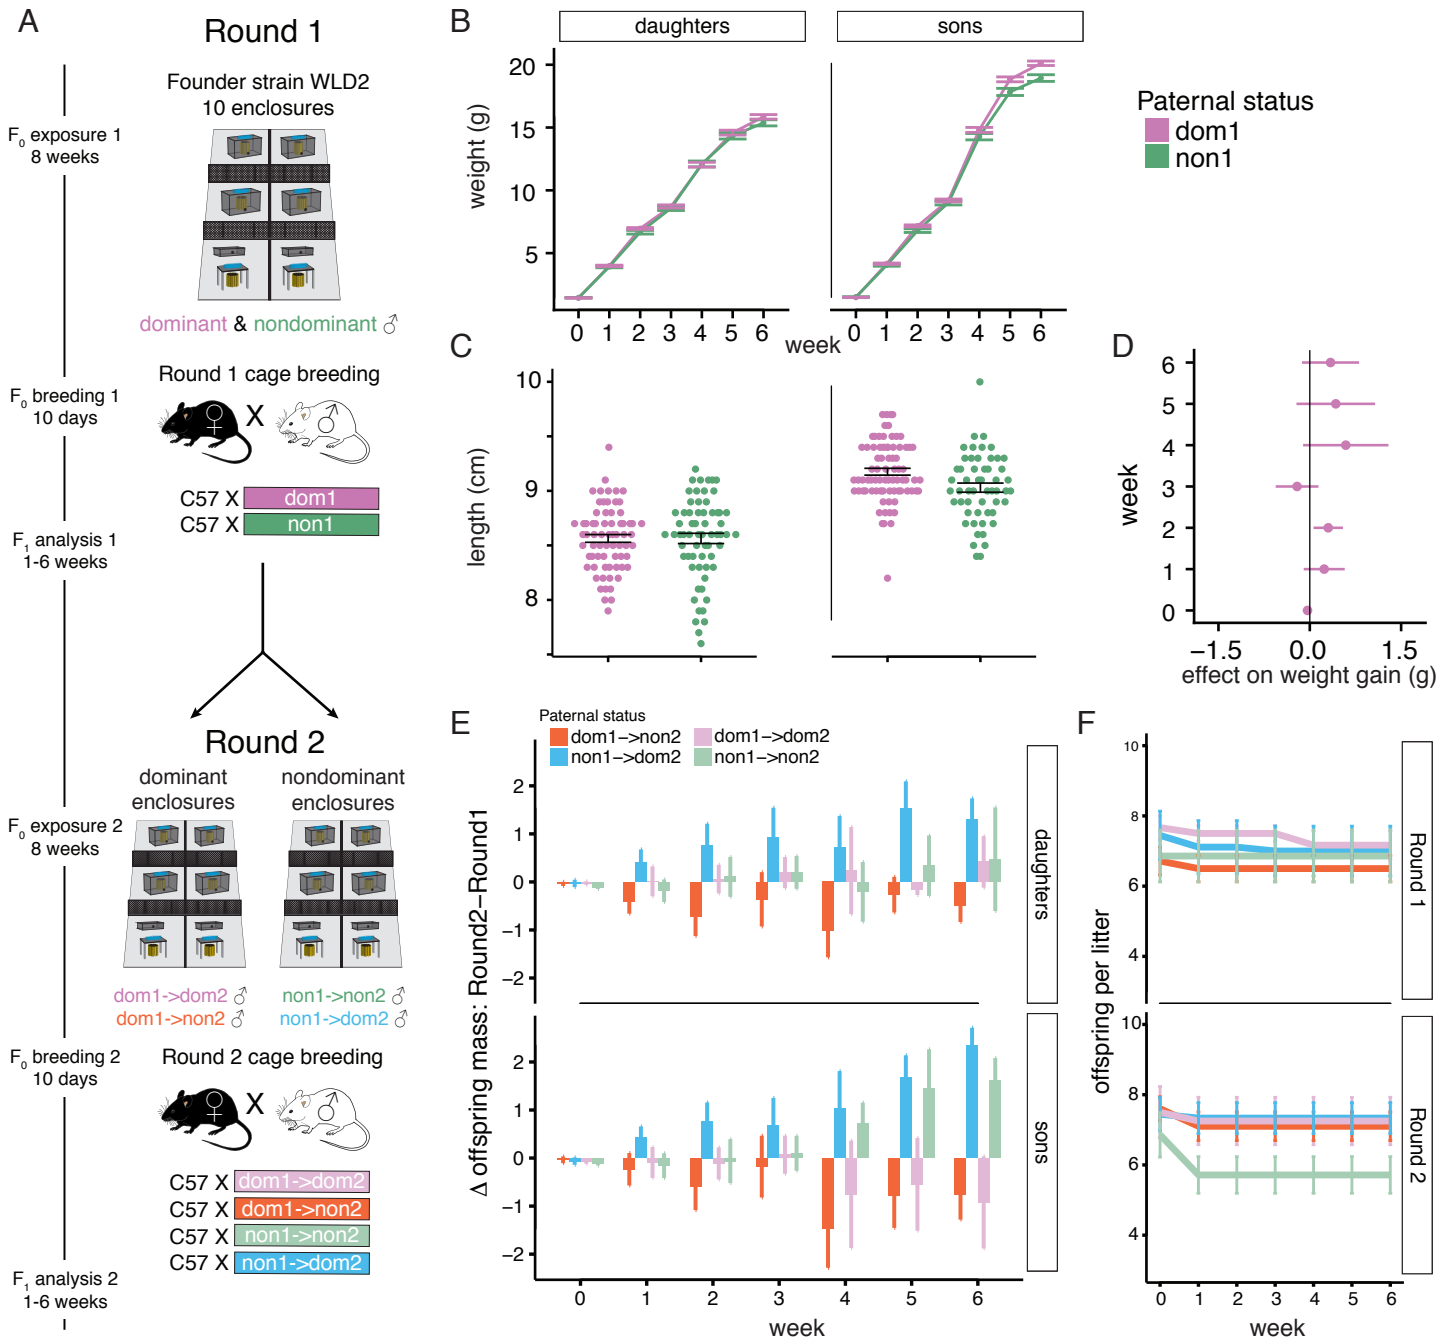 A
Round 1
Founder strain WLD2
10 enclosures
F0 exposure 1
8 weeks
dominant & nondominant ♂
F0 breeding 1
10 days
Round 1 cage breeding
♀ X ♂
C57 X dom1
C57 X non1
F1 analysis 1
1-6 weeks
Round 2
dominant
enclosures
nondominant
enclosures
F0 exposure 2
8 weeks
dom1->dom2 ♂
dom1->non2 ♂
non1->non2 ♂
non1->dom2 ♂
F0 breeding 2
10 days
Round 2 cage breeding
♀ X ♂
C57 X dom1->dom2
C57 X dom1->non2
C57 X non1->non2
C57 X non1->dom2
F1 analysis 2
1-6 weeks
B
daughters
sons
weight (g)
20
15
10
5
0 1 2 3 4 5 6
0 1 2 3 4 5 6
week
Paternal status
dom1
non1
C
length (cm)
10
9
8
D
week
6
5
4
3
2
1
0
−1.5 0.0 1.5
effect on weight gain (g)
E
Paternal status
dom1->non2
dom1->dom2
non1->dom2
non1->non2
Δ offspring mass: Round2−Round1
2
1
0
−1
−2
daughters
2
1
0
−1
−2
sons
0 1 2 3 4 5 6
week
F
offspring per litter
10
8
6
4
Round 1
10
8
6
4
Round 2
0 1 2 3 4 5 6
week